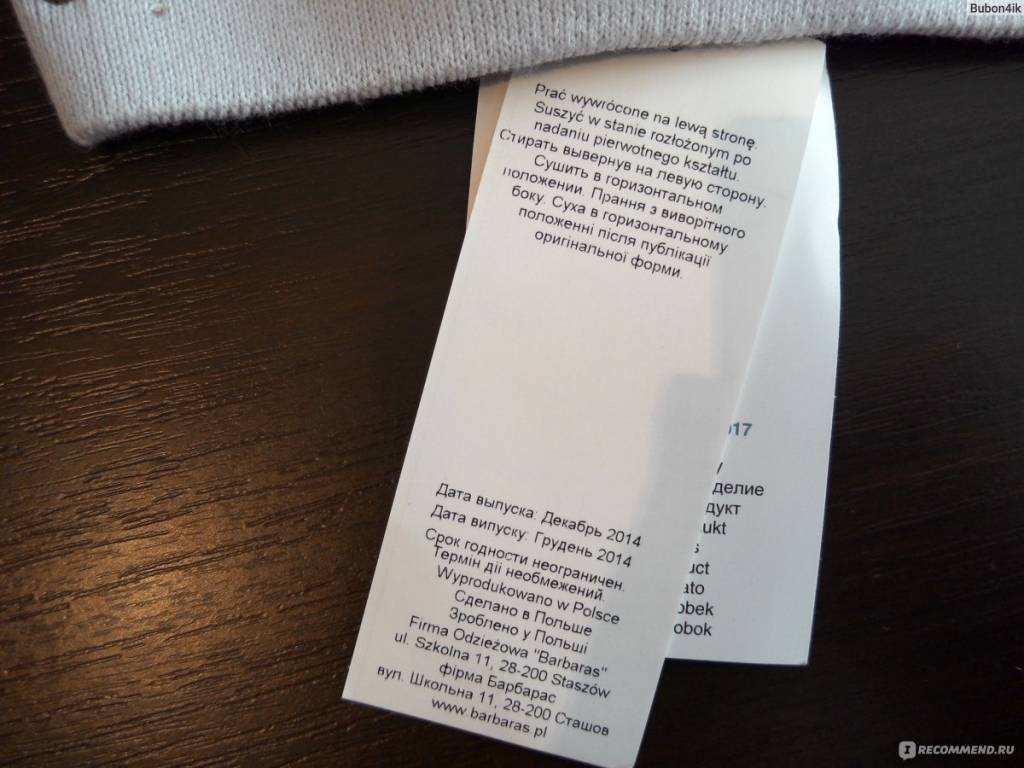 Bubon4ik
Prać wywrócone na lewą stronę.
Suszyć w stanie rozłożonym po
nadaniu pierwotnego kształtu.
Стирать вывернув на левую сторону.
Сушить в горизонтальном
положении. Прання з виворітного
боку. Суха в горизонтальному
положенні після публікації
оригінальної форми.
Дата выпуска: Декабрь 2014
Дата випуску: Грудень 2014
Срок годности неограничен.
Термін дії необмежений.
Wyprodukowano w Polsce
Сделано в Польше
Зроблено у Польші
Firma Odzieżowa "Barbaras"
ul. Szkolna 11, 28-200 Staszów
фірма Барбарас
вул. Школьна 11, 28-200 Сташов
www.barbaras.pl
017
делие
дукт
ukt
s
uct
ato
obek
obok
IRECOMMEND.RU